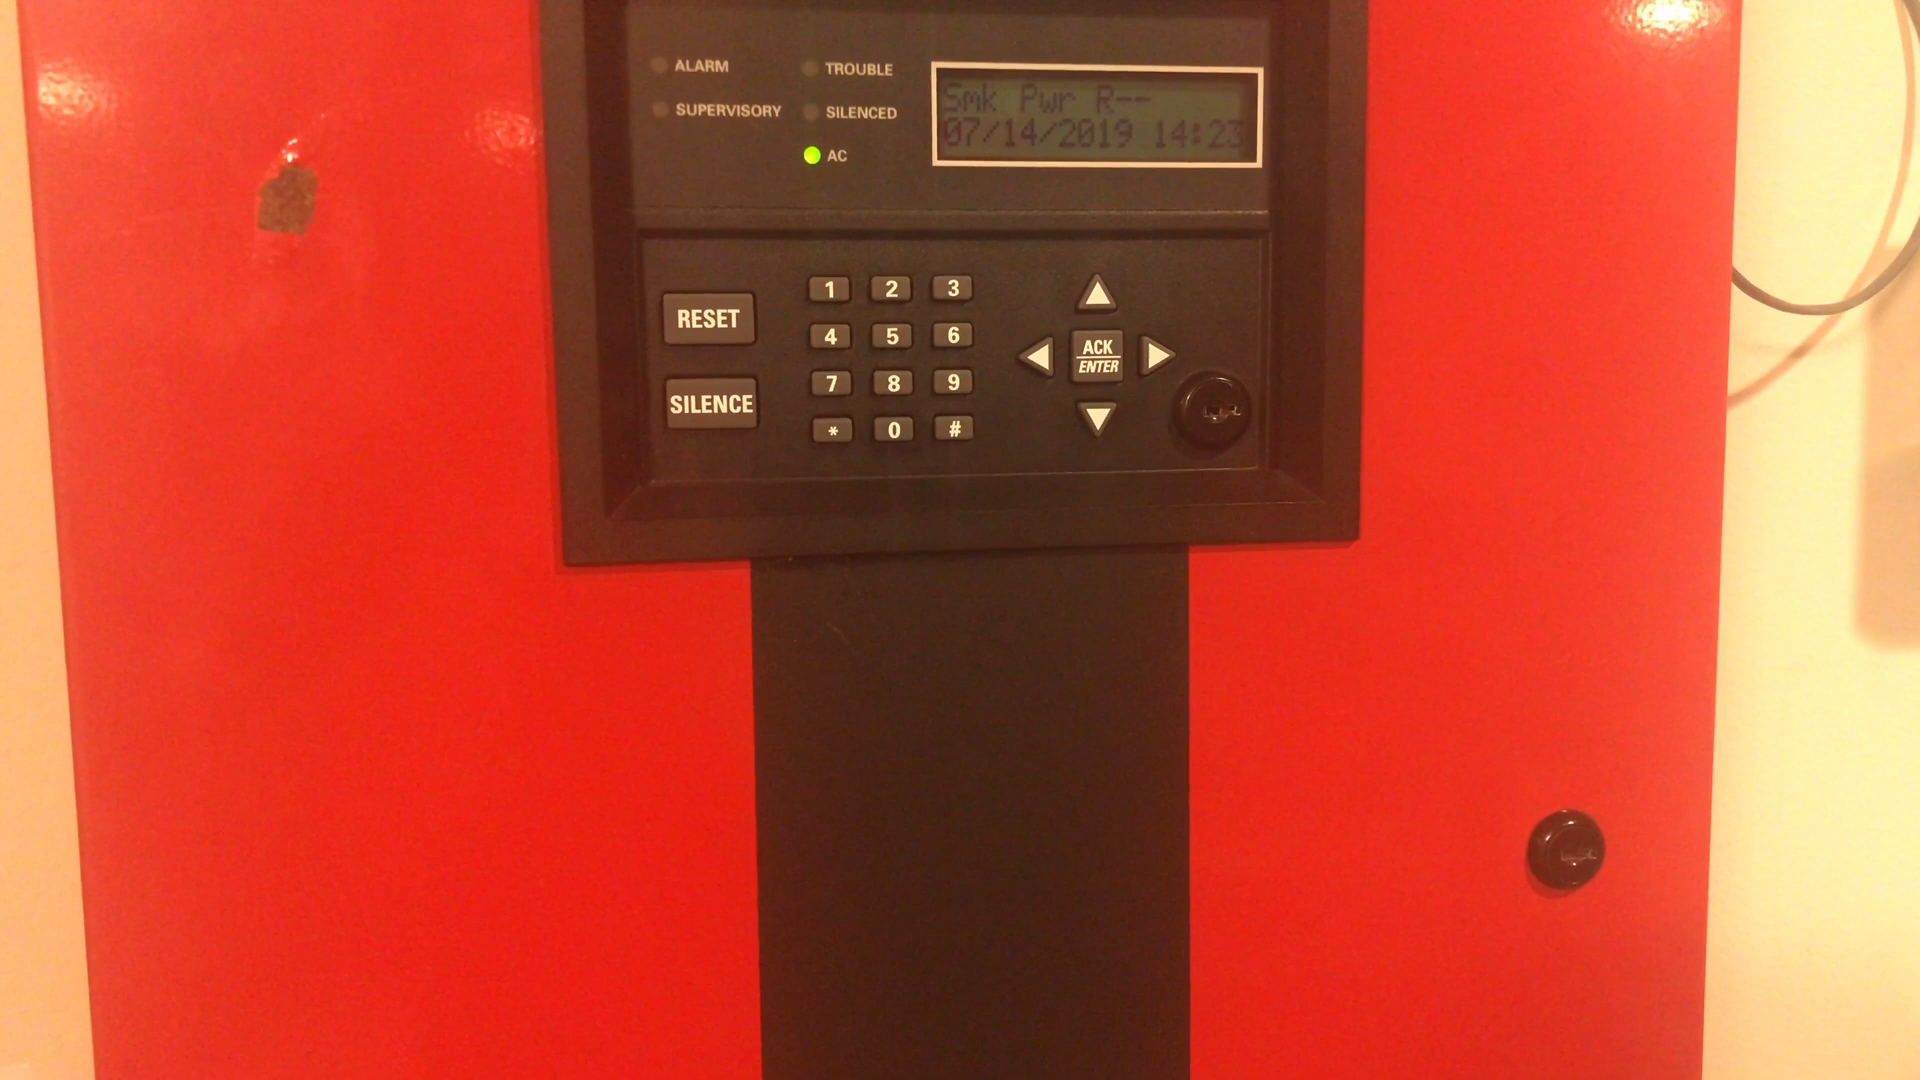 ALARM
TROUBLE
SUPERVISORY
SILENCED
AC
Smk Pwr R--
07/14/2019 14:23
RESET
SILENCE
1 2 3
4 5 6
7 8 9
* 0 #
ACK
ENTER